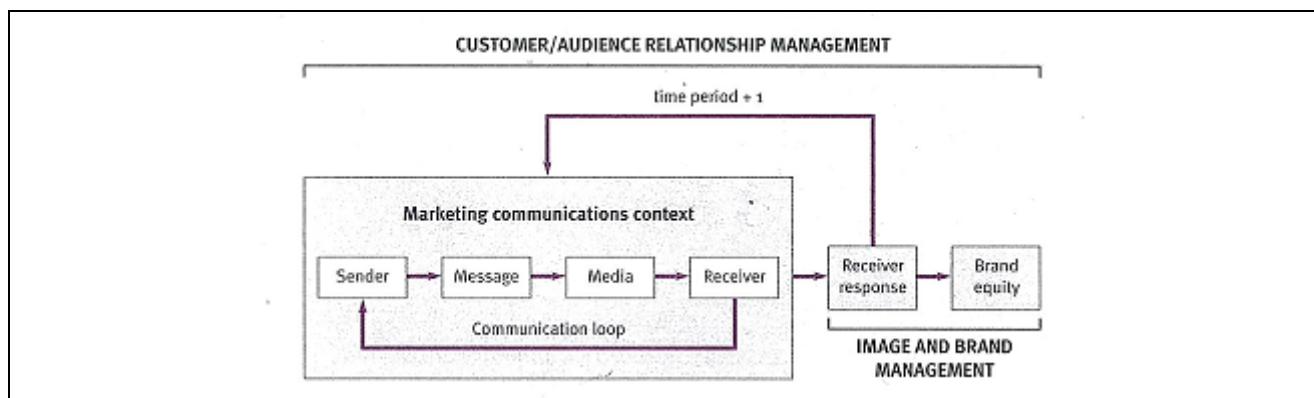 CUSTOMER/AUDIENCE RELATIONSHIP MANAGEMENT
time period + 1
Marketing communications context
Sender
Message
Media
Receiver
Receiver
response
Brand
equity
Communication loop
IMAGE AND BRAND
MANAGEMENT